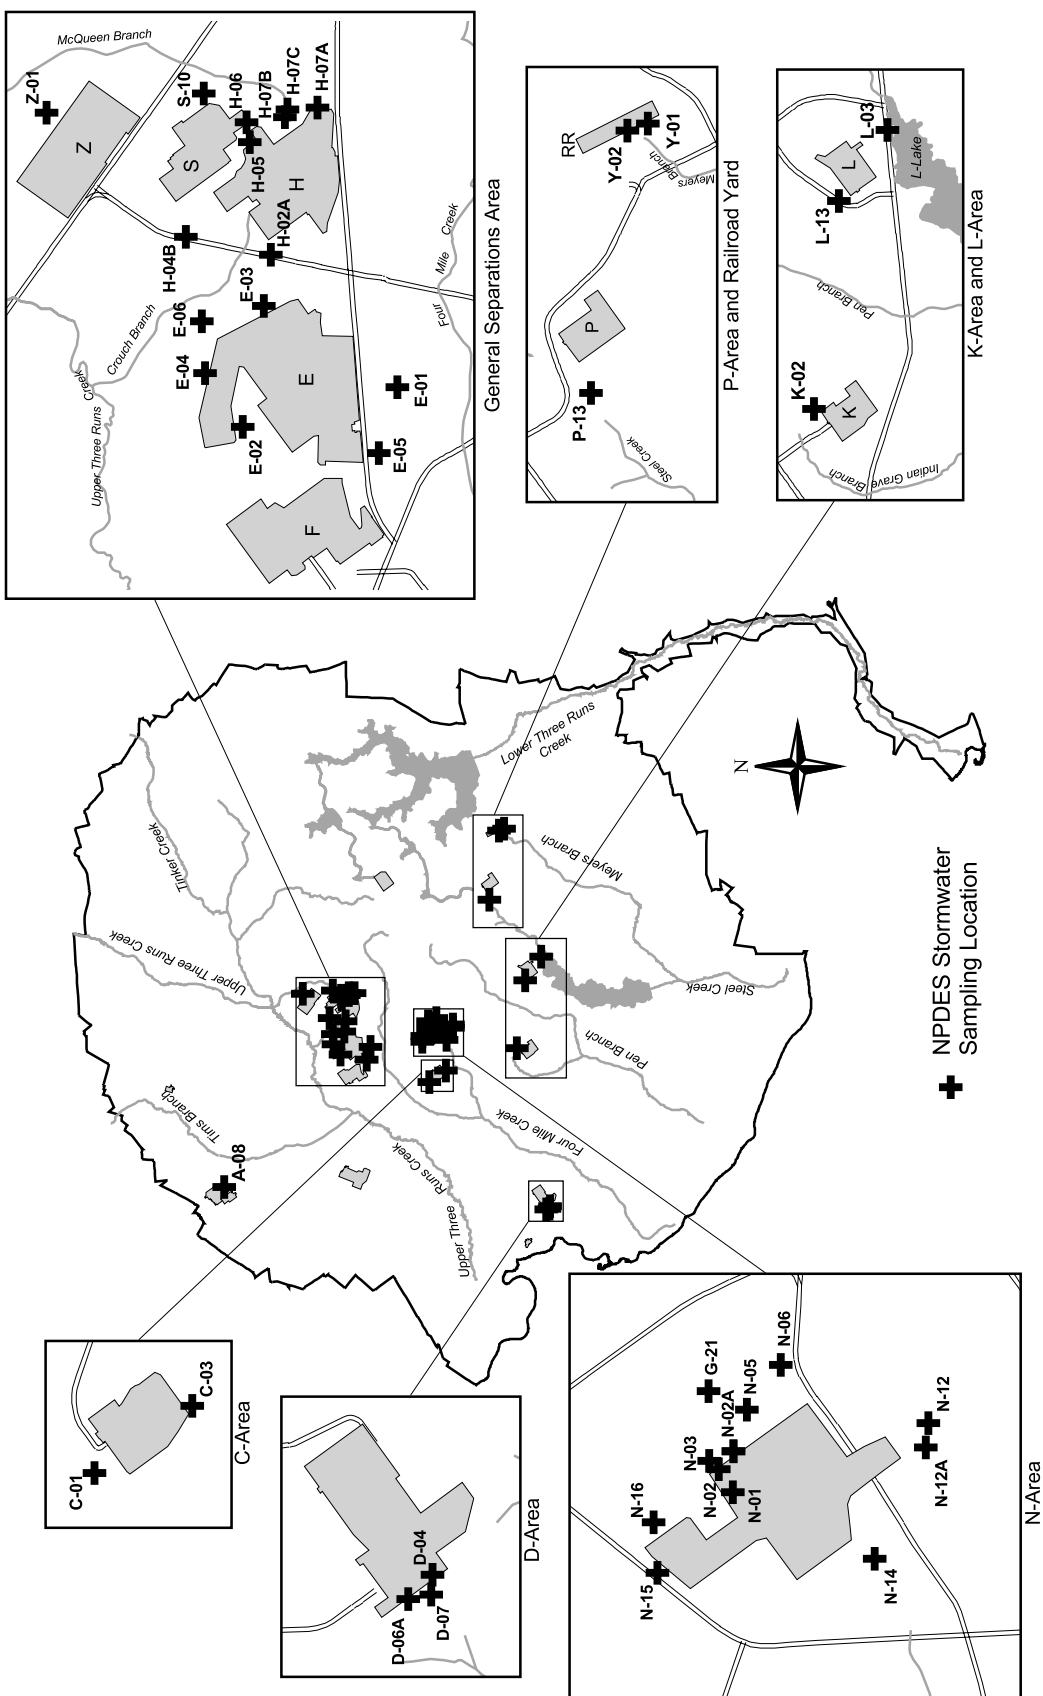 McQueen Branch
Z-01
Z
S-10
H-06
H-07B
H-07C
H-07A
S
H-05
H
H-02A
H-04B
E-03
E-06
Crouch Branch
E-04
Four Mile Creek
Upper Three Runs Creek
E
E-02
E-01
E-05
F
General Separations Area
RR
Y-02
Y-01
Meyers Branch
P
P-13
Steel Creek
P-Area and Railroad Yard
L-03
L
L-Lake
L-13
Pen Branch
K-02
K
Indian Grave Branch
K-Area and L-Area
Tinker Creek
Upper Three Runs Creek
Tims Branch
A-08
Lower Three Runs
Creek
Meyers Branch
Steel Creek
Pen Branch
Four Mile Creek
Upper Three
Runs Creek
N
NPDES Stormwater
Sampling Location
C-01
C-03
C-Area
D-04
D-06A
D-07
D-Area
N-06
G-21
N-05
N-02A
N-03
N-02
N-01
N-16
N-15
N-12
N-12A
N-14
N-Area